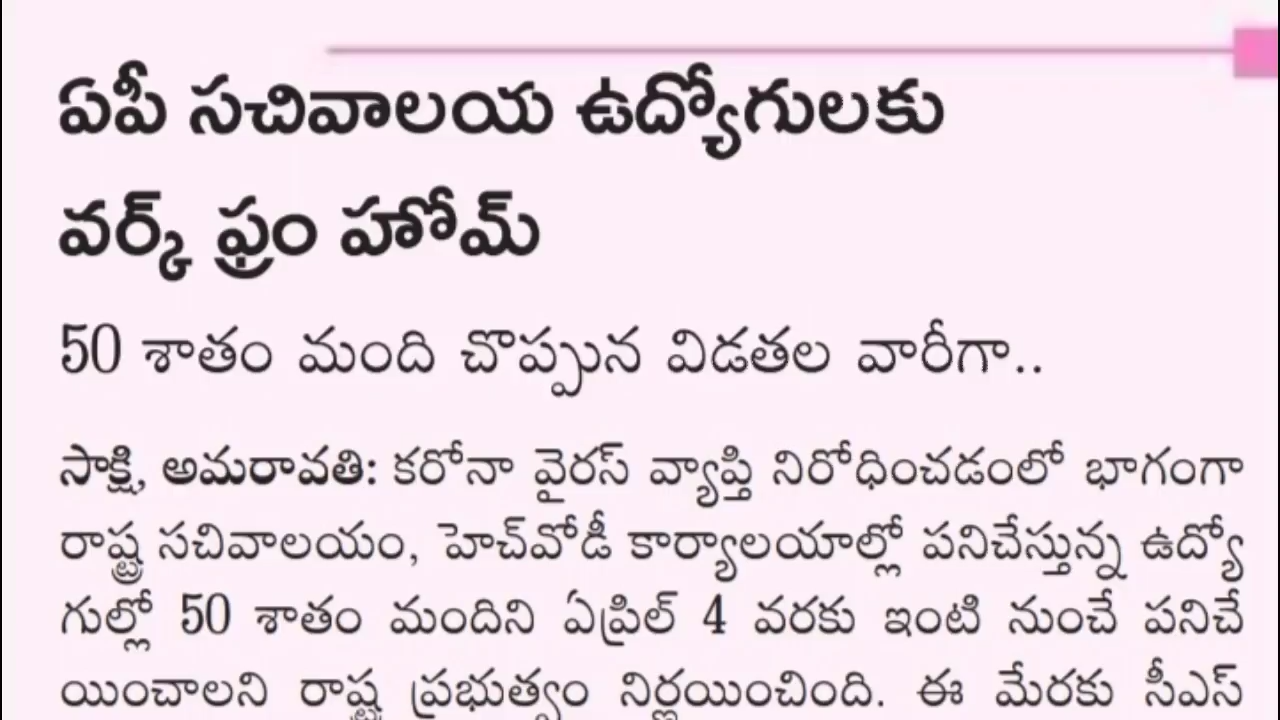 ఏపీ సచివాలయ ఉద్యోగులకు
వర్క్ ఫ్రం హోమ్
50 శాతం మంది చొప్పున విడతల వారీగా..
సాక్షి, అమరావతి: కరోనా వైరస్ వ్యాప్తి నిరోధించడంలో భాగంగా
రాష్ట్ర సచివాలయం, హెచ్‌వోడీ కార్యాలయాల్లో పనిచేస్తున్న ఉద్యో
గుల్లో 50 శాతం మందిని ఏప్రిల్ 4 వరకు ఇంటి నుంచే పనిచే
యించాలని రాష్ట్ర ప్రభుత్వం నిర్ణయించింది. ఈ మేరకు సీఎస్